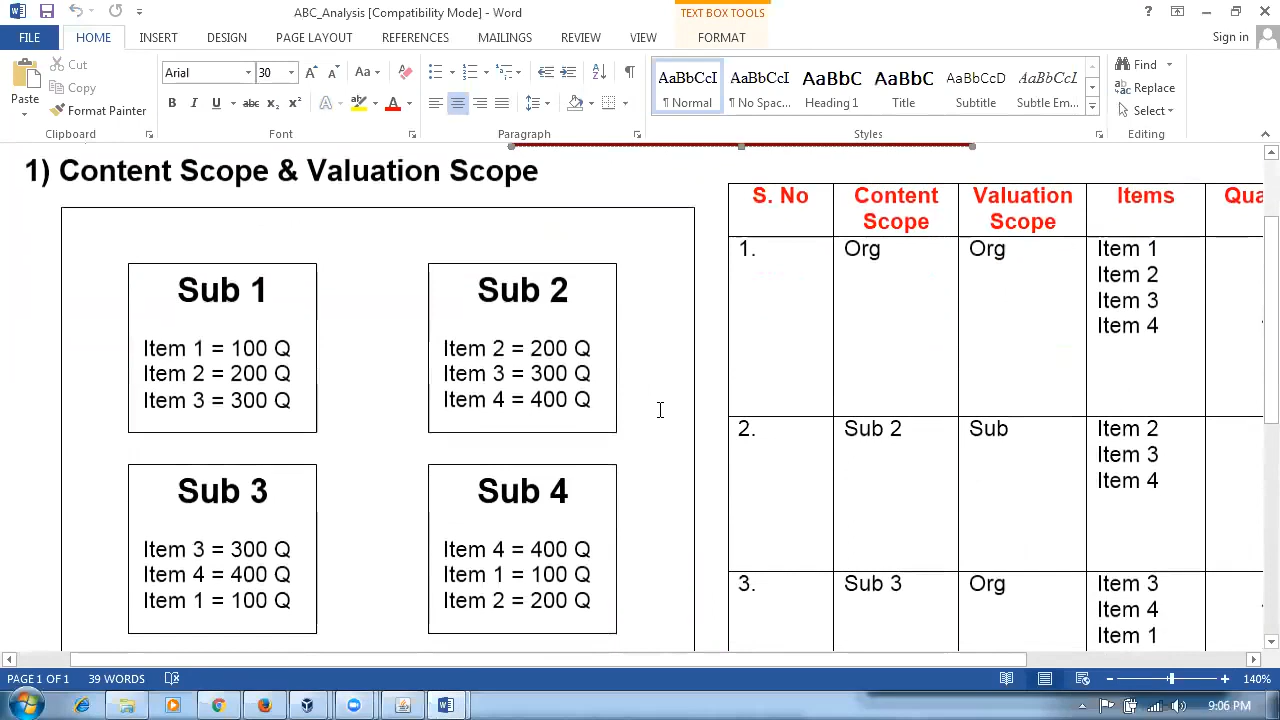 ABC_Analysis [Compatibility Mode] - Word
TEXT BOX TOOLS
Sign in
FILE
HOME
INSERT
DESIGN
PAGE LAYOUT
REFERENCES
MAILINGS
REVIEW
VIEW
FORMAT
Paste
Cut
Copy
Format Painter
Clipboard
Arial
30
Font
Paragraph
AaBbCcI
¶ Normal
AaBbCcI
¶ No Spac...
AaBbC
Heading 1
AaBbC
Title
AaBbCcD
Subtitle
AaBbCcI
Subtle Em...
Styles
Find
Replace
Select
Editing
1) Content Scope & Valuation Scope
Sub 1
Item 1 = 100 Q
Item 2 = 200 Q
Item 3 = 300 Q
Sub 2
Item 2 = 200 Q
Item 3 = 300 Q
Item 4 = 400 Q
Sub 3
Item 3 = 300 Q
Item 4 = 400 Q
Item 1 = 100 Q
Sub 4
Item 4 = 400 Q
Item 1 = 100 Q
Item 2 = 200 Q
S. No
Content
Scope
Valuation
Scope
Items
Qua
1.
Org
Org
Item 1
Item 2
Item 3
Item 4
2.
Sub 2
Sub
Item 2
Item 3
Item 4
3.
Sub 3
Org
Item 3
Item 4
Item 1
PAGE 1 OF 1
39 WORDS
140%
9:06 PM